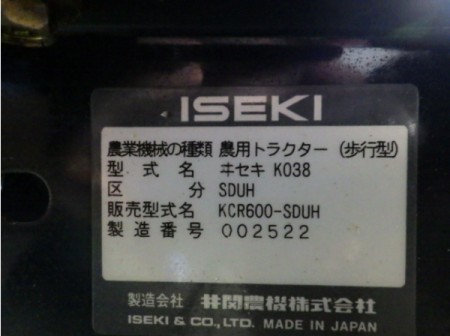 ISEKI
農業機械の種類 農用トラクター (歩行型)
型式名 ヰセキ K038
区分 SDUH
販売型式名 KCR600-SDUH
製造番号 002522
製造会社 井関農機株式会社
ISEKI & CO., LTD. MADE IN JAPAN